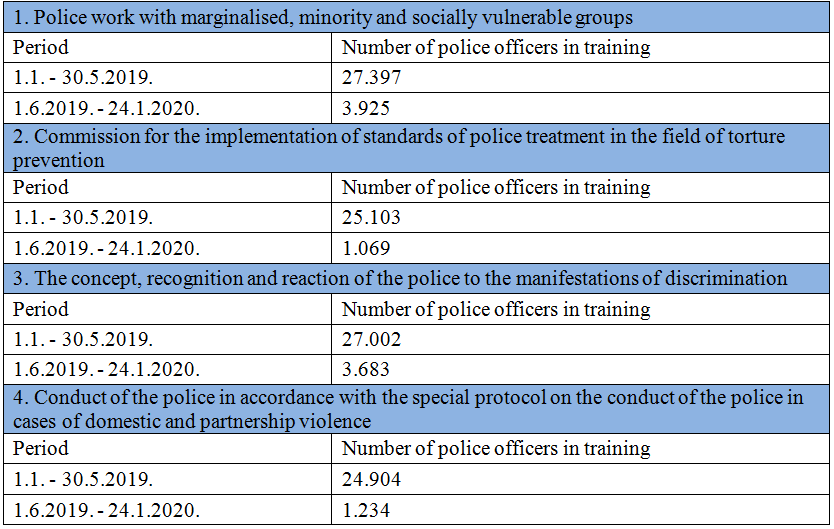 1. Police work with marginalised, minority and socially vulnerable groups
Period Number of police officers in training
1.1. - 30.5.2019. 27.397
1.6.2019. - 24.1.2020. 3.925
2. Commission for the implementation of standards of police treatment in the field of torture
prevention
Period Number of police officers in training
1.1. - 30.5.2019. 25.103
1.6.2019. - 24.1.2020. 1.069
3. The concept, recognition and reaction of the police to the manifestations of discrimination
Period Number of police officers in training
1.1. - 30.5.2019. 27.002
1.6.2019. - 24.1.2020. 3.683
4. Conduct of the police in accordance with the special protocol on the conduct of the police in
cases of domestic and partnership violence
Period Number of police officers in training
1.1. - 30.5.2019. 24.904
1.6.2019. - 24.1.2020. 1.234